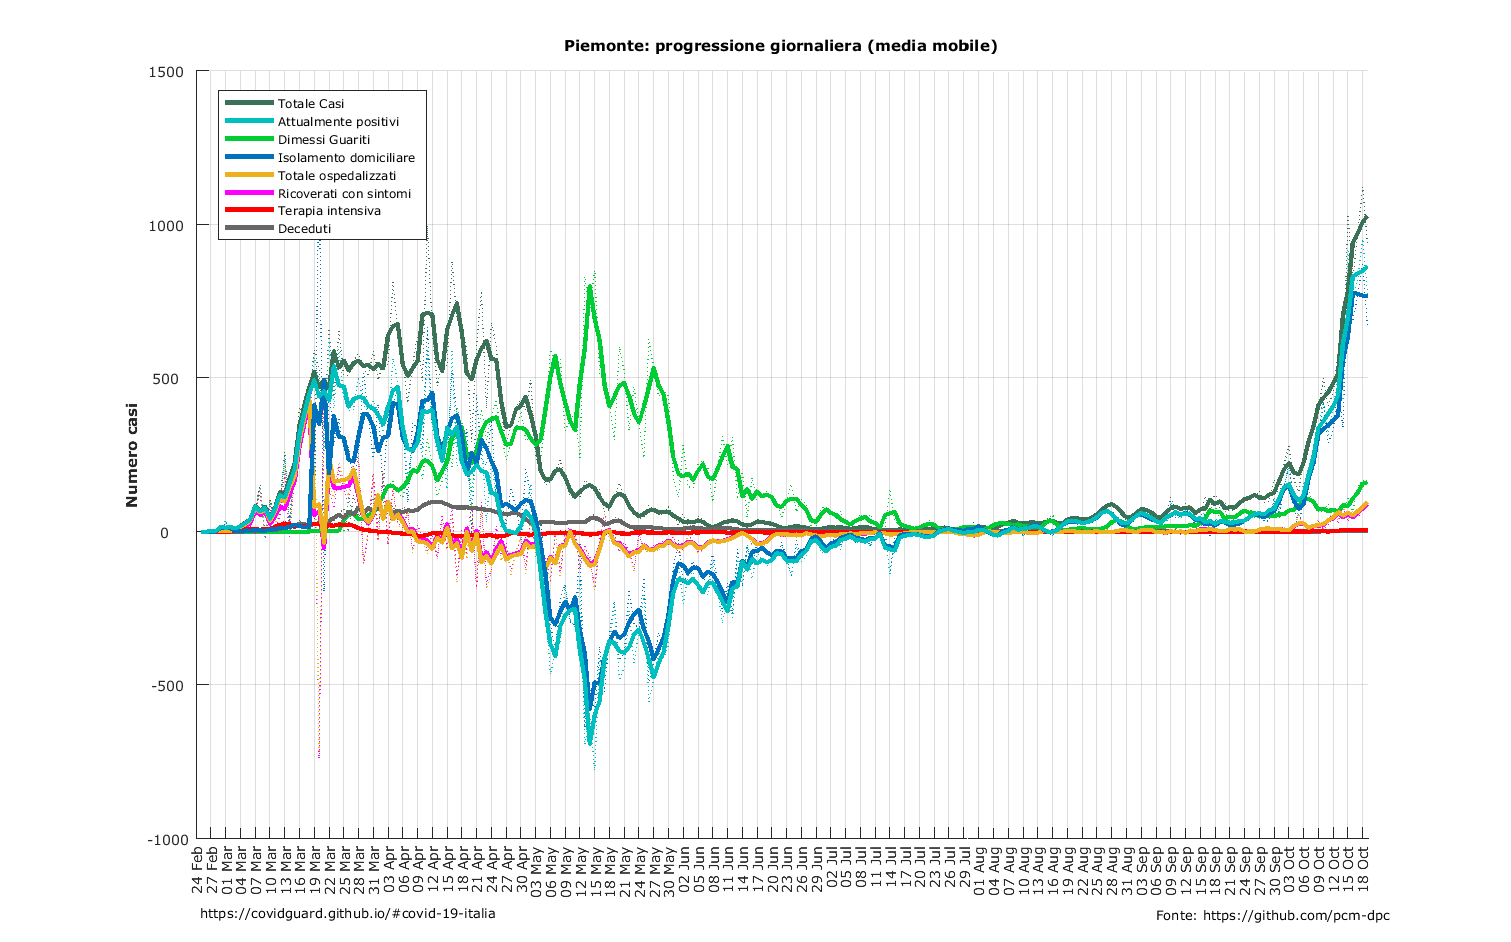 Piemonte: progressione giornaliera (media mobile)
1500
1000
500
0
-500
-1000
Numero casi
Totale Casi
Attualmente positivi
Dimessi Guariti
Isolamento domiciliare
Totale ospedalizzati
Ricoverati con sintomi
Terapia intensiva
Deceduti
24 Feb
27 Feb
01 Mar
04 Mar
07 Mar
10 Mar
13 Mar
16 Mar
19 Mar
22 Mar
25 Mar
28 Mar
31 Mar
03 Apr
06 Apr
09 Apr
12 Apr
15 Apr
18 Apr
21 Apr
24 Apr
27 Apr
30 Apr
03 May
06 May
09 May
12 May
15 May
18 May
21 May
24 May
27 May
30 May
02 Jun
05 Jun
08 Jun
11 Jun
14 Jun
17 Jun
20 Jun
23 Jun
26 Jun
29 Jun
02 Jul
05 Jul
08 Jul
11 Jul
14 Jul
17 Jul
20 Jul
23 Jul
26 Jul
29 Jul
01 Aug
04 Aug
07 Aug
10 Aug
13 Aug
16 Aug
19 Aug
22 Aug
25 Aug
28 Aug
31 Aug
03 Sep
06 Sep
09 Sep
12 Sep
15 Sep
18 Sep
21 Sep
24 Sep
27 Sep
30 Sep
03 Oct
06 Oct
09 Oct
12 Oct
15 Oct
18 Oct
https://covidguard.github.io/#covid-19-italia
Fonte: https://github.com/pcm-dpc